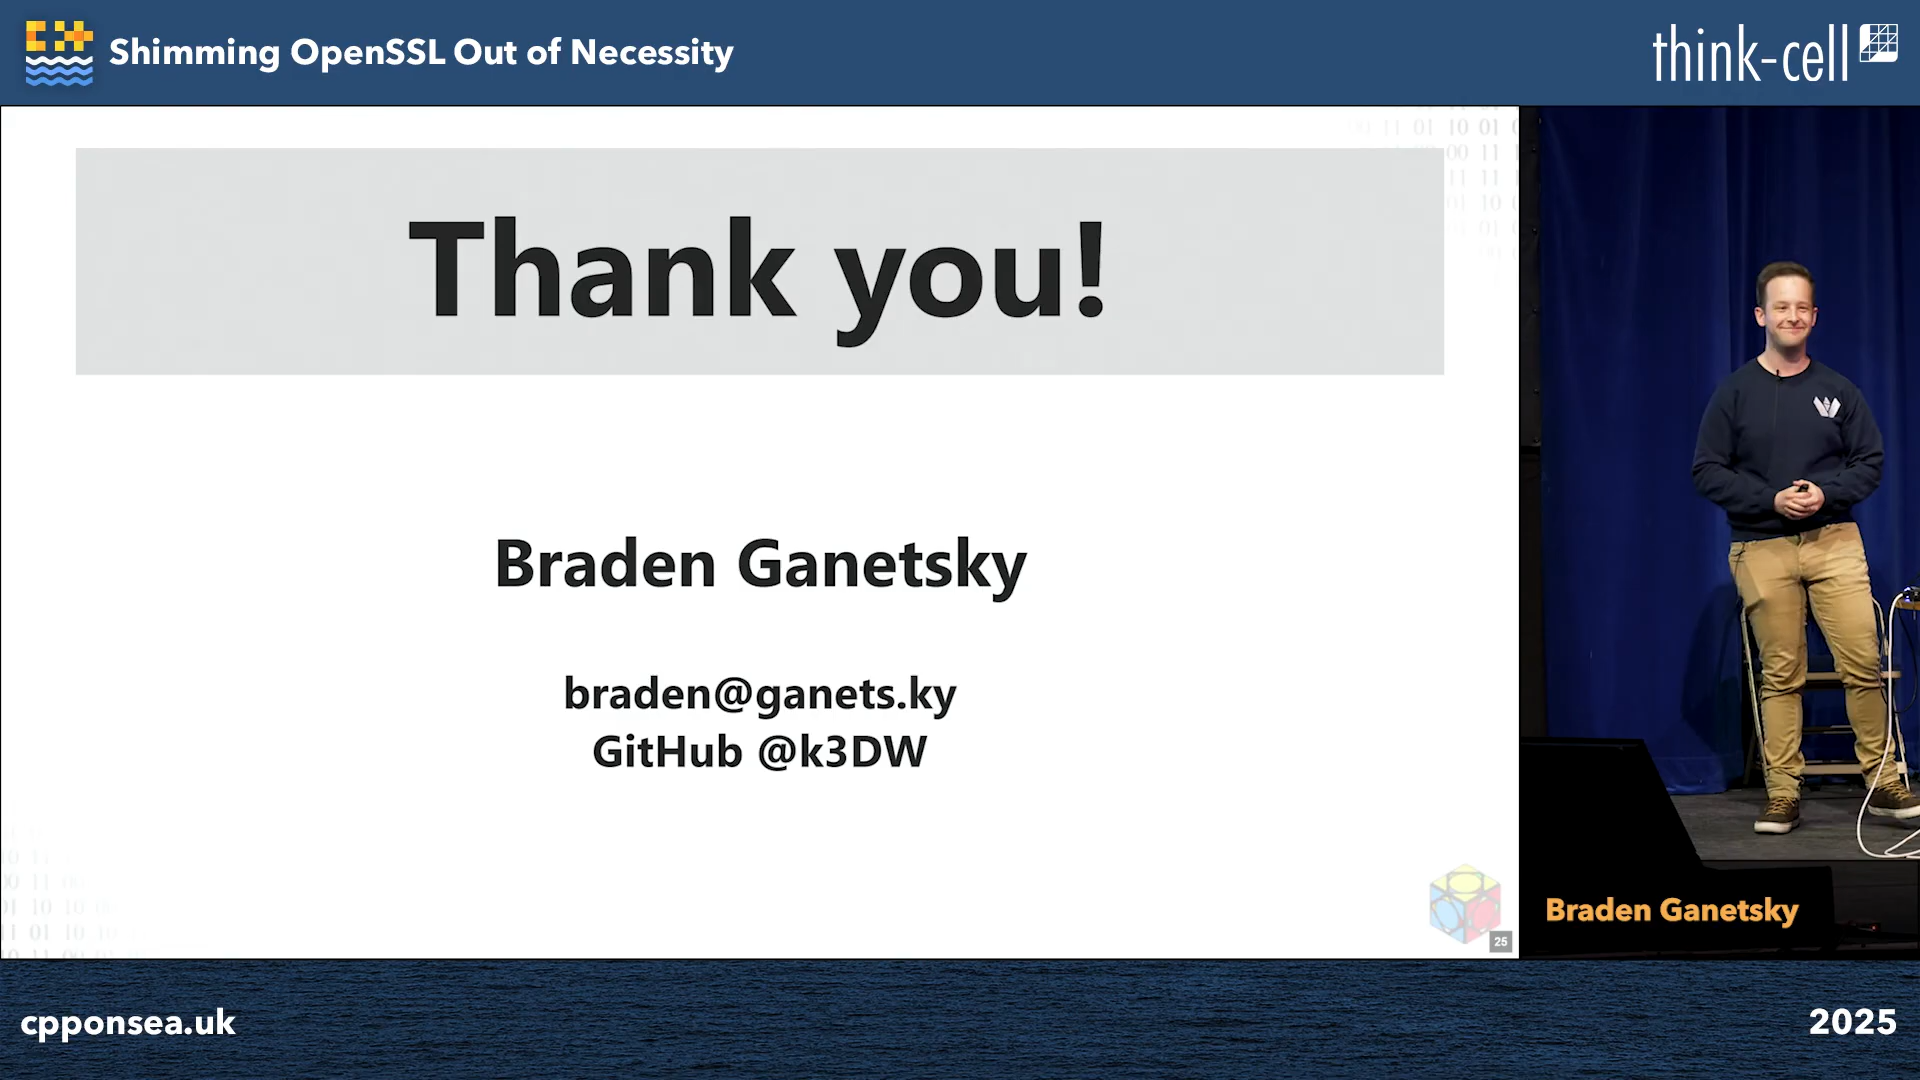 Shimming OpenSSL Out of Necessity
think-cell
Thank you!
Braden Ganetsky
braden@ganets.ky
GitHub @k3DW
25
Braden Ganetsky
cpponsea.uk
2025